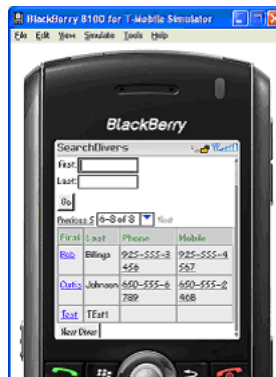 BlackBerry 8100 for T-Mobile Simulator
File Edit View Simulate Tools Help
BlackBerry
SearchDivers
First:
Last:
Go
Previous 5 6-8 of 8 Next
First Last Phone Mobile
Bob Billings 925-555-3456 925-555-4567
Curtis Johnson 650-555-6789 650-555-2468
Test TEst1
New Diver